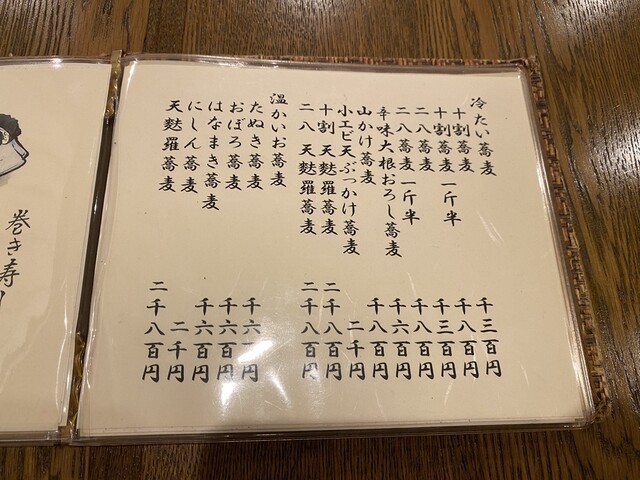 冷たい蕎麦
十割蕎麦 千三百円
十割蕎麦一斤半 千八百円
二八蕎麦 千三百円
二八蕎麦一斤半 千八百円
辛味大根おろし蕎麦 千六百円
山かけ蕎麦 千八百円
小エビ天ぶっかけ蕎麦 二千円
十割 天麩羅蕎麦 二千八百円
二八 天麩羅蕎麦 二千八百円
温かいお蕎麦
たぬき蕎麦 千六百円
おぼろ蕎麦 千六百円
はなまき蕎麦 千六百円
にしん蕎麦 二千円
天麩羅蕎麦 二千八百円
巻き寿